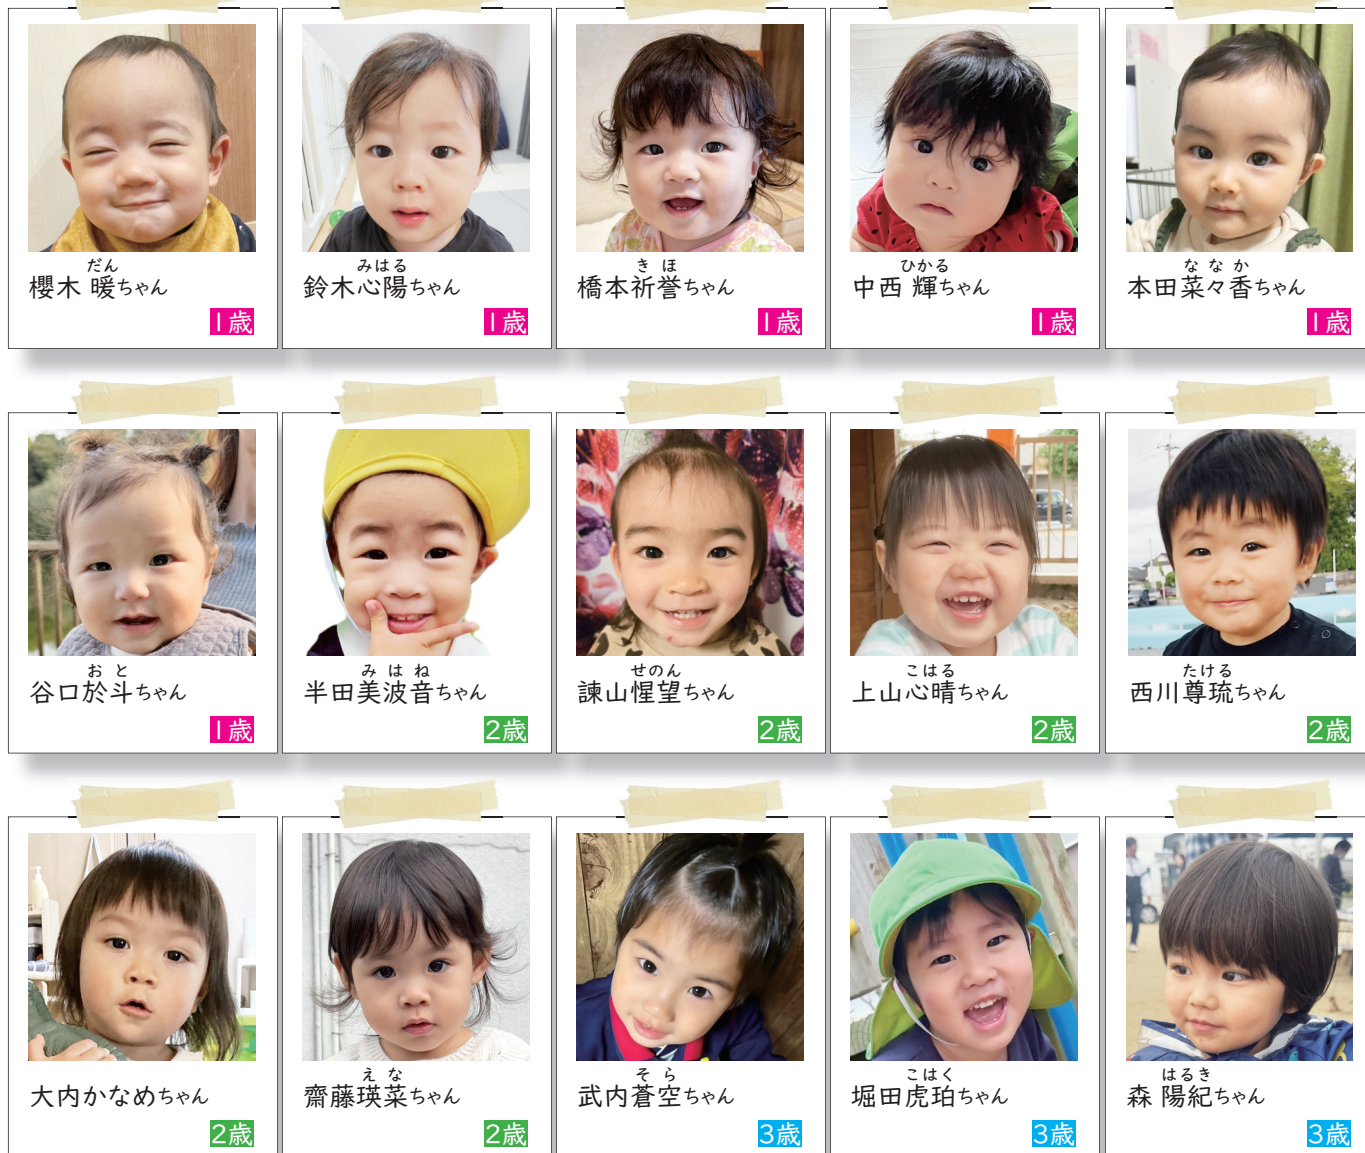 だん
櫻木 暖ちゃん
1歳
みはる
鈴木心陽ちゃん
1歳
きほ
橋本祈誉ちゃん
1歳
ひかる
中西 輝ちゃん
1歳
ななか
本田菜々香ちゃん
1歳
おと
谷口於斗ちゃん
1歳
みはね
半田美波音ちゃん
2歳
せのん
諫山惺望ちゃん
2歳
こはる
上山心晴ちゃん
2歳
たける
西川尊琉ちゃん
2歳
大内かなめちゃん
2歳
えな
齋藤瑛菜ちゃん
2歳
そら
武内蒼空ちゃん
3歳
こはく
堀田虎珀ちゃん
3歳
はるき
森 陽紀ちゃん
3歳